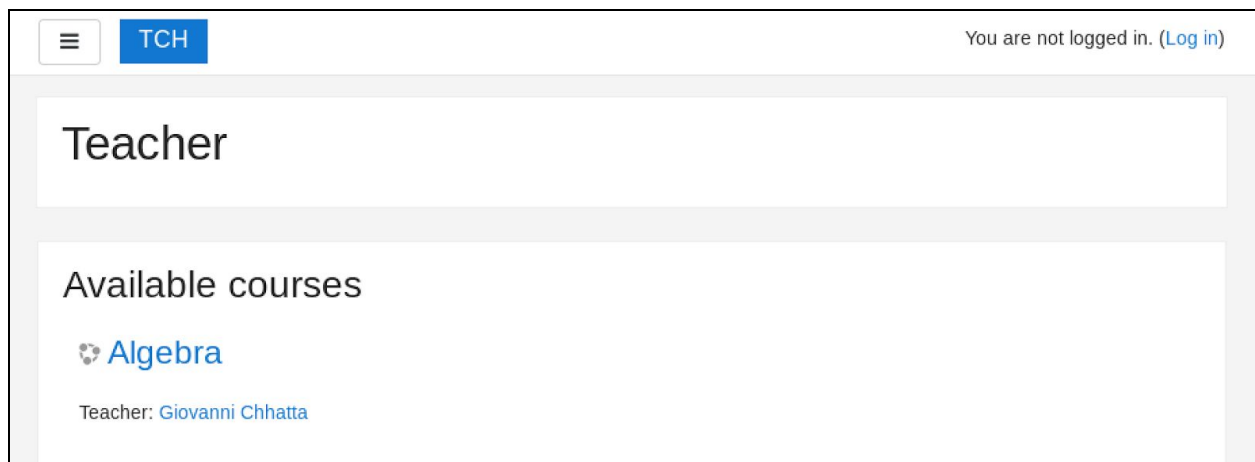 TCH
You are not logged in. (Log in)
Teacher
Available courses
Algebra
Teacher: Giovanni Chhatta